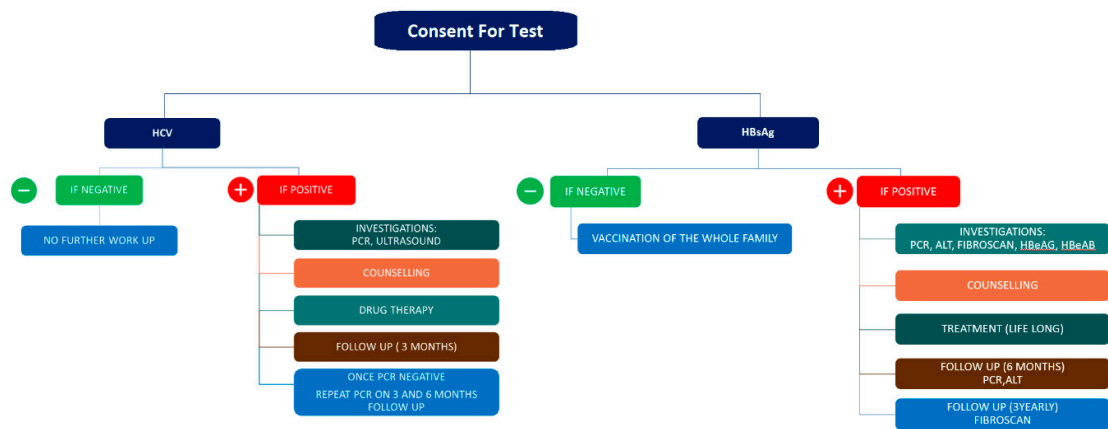 Consent For Test
HCV
IF NEGATIVE
NO FURTHER WORK UP
IF POSITIVE
INVESTIGATIONS:
PCR, ULTRASOUND
COUNSELLING
DRUG THERAPY
FOLLOW UP ( 3 MONTHS)
ONCE PCR NEGATIVE
REPEAT PCR ON 3 AND 6 MONTHS
FOLLOW UP
HBsAg
IF NEGATIVE
VACCINATION OF THE WHOLE FAMILY
IF POSITIVE
INVESTIGATIONS:
PCR, ALT, FIBROSCAN, HBeAG, HBeAB
COUNSELLING
TREATMENT (LIFE LONG)
FOLLOW UP (6 MONTHS)
PCR,ALT
FOLLOW UP (3YEARLY)
FIBROSCAN